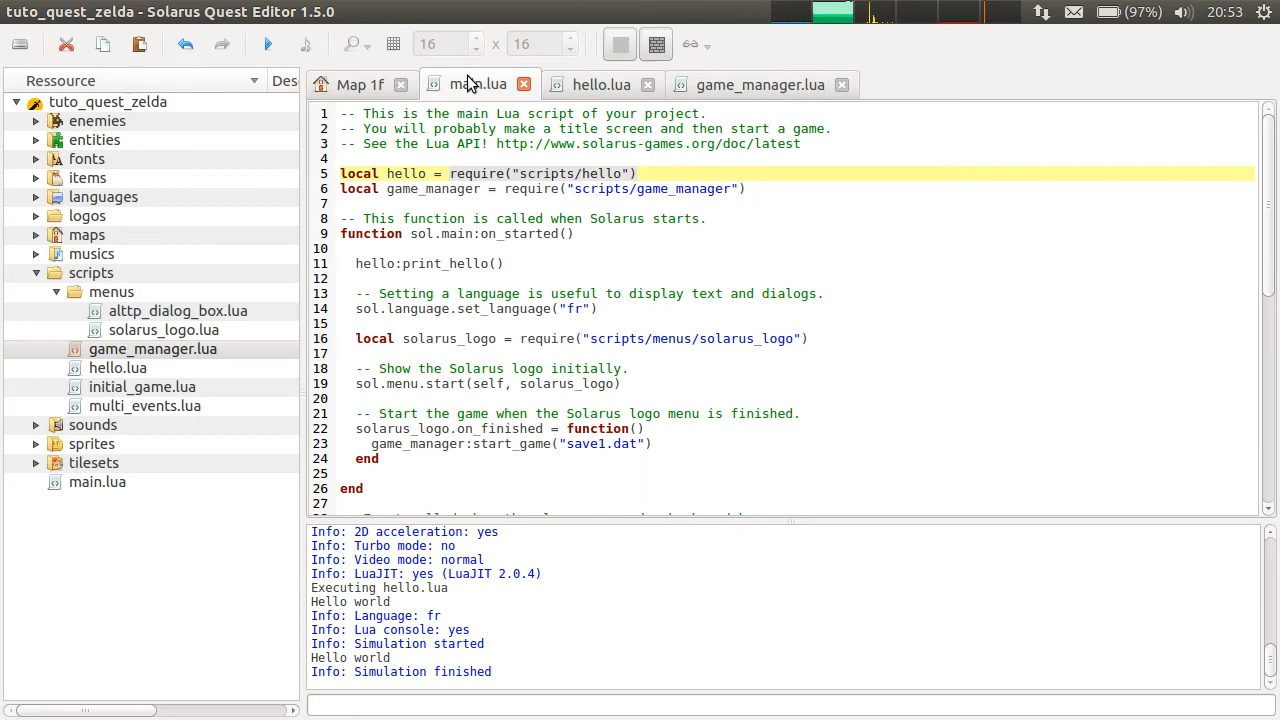 tuto_quest_zelda - Solarus Quest Editor 1.5.0
(97%)
20:53
16 x 16
Ressource
Des
tuto_quest_zelda
enemies
entities
fonts
items
languages
logos
maps
musics
scripts
menus
alttp_dialog_box.lua
solarus_logo.lua
game_manager.lua
hello.lua
initial_game.lua
multi_events.lua
sounds
sprites
tilesets
main.lua
Map 1f
main.lua
hello.lua
game_manager.lua
1 -- This is the main Lua script of your project.
2 -- You will probably make a title screen and then start a game.
3 -- See the Lua API! http://www.solarus-games.org/doc/latest
4
5 local hello = require("scripts/hello")
6 local game_manager = require("scripts/game_manager")
7
8 -- This function is called when Solarus starts.
9 function sol.main:on_started()
10
11 hello:print_hello()
12
13 -- Setting a language is useful to display text and dialogs.
14 sol.language.set_language("fr")
15
16 local solarus_logo = require("scripts/menus/solarus_logo")
17
18 -- Show the Solarus logo initially.
19 sol.menu.start(self, solarus_logo)
20
21 -- Start the game when the Solarus logo menu is finished.
22 solarus_logo.on_finished = function()
23 game_manager:start_game("save1.dat")
24 end
25
26 end
27
Info: 2D acceleration: yes
Info: Turbo mode: no
Info: Video mode: normal
Info: LuaJIT: yes (LuaJIT 2.0.4)
Executing hello.lua
Hello world
Info: Language: fr
Info: Lua console: yes
Info: Simulation started
Hello world
Info: Simulation finished